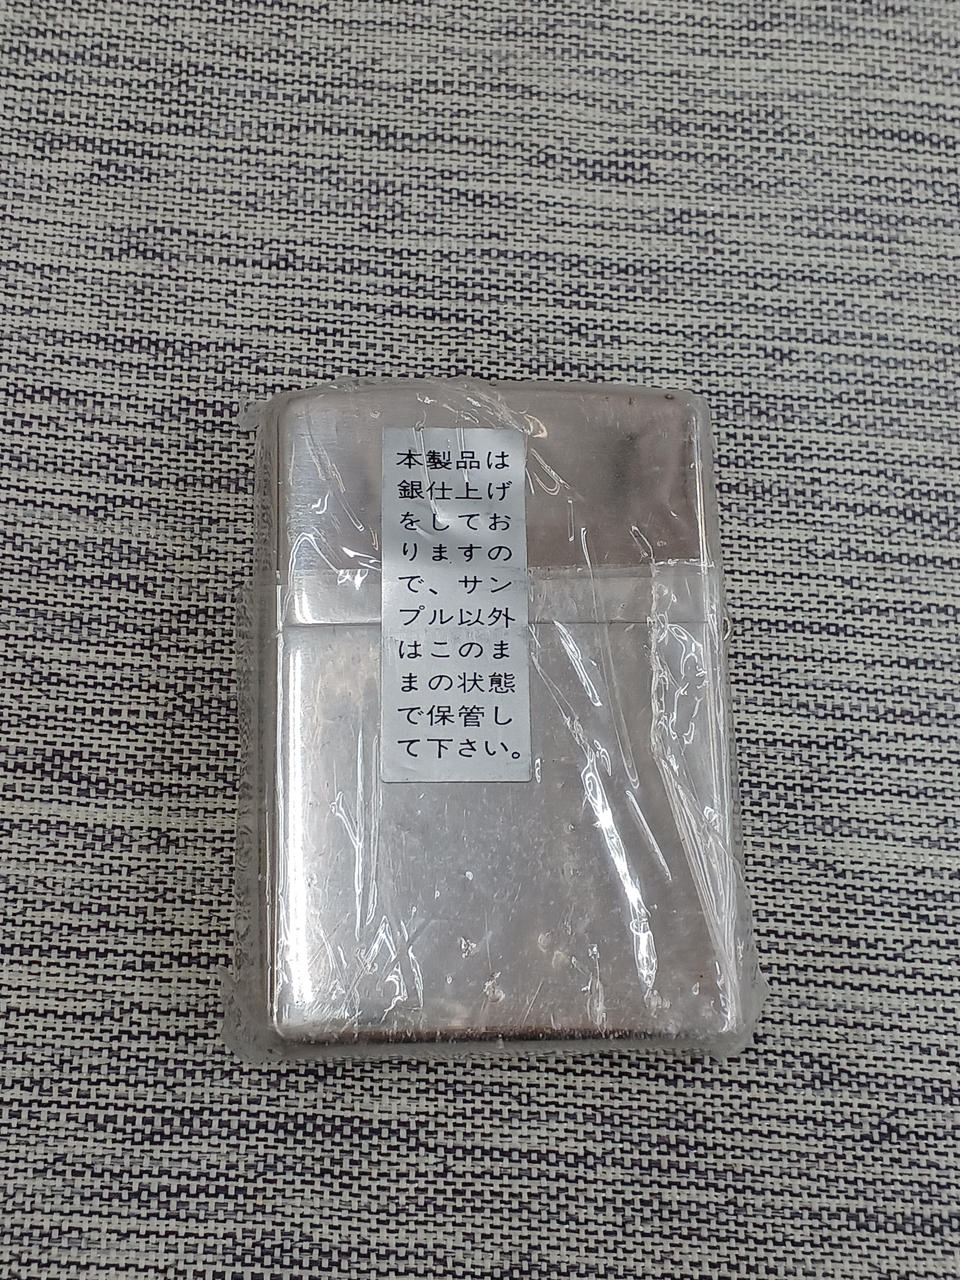 本製品は
銀仕上げ
をしてお
りますの
で、サン
プル以外
はこのま
まの状態
で保管し
て下さい。